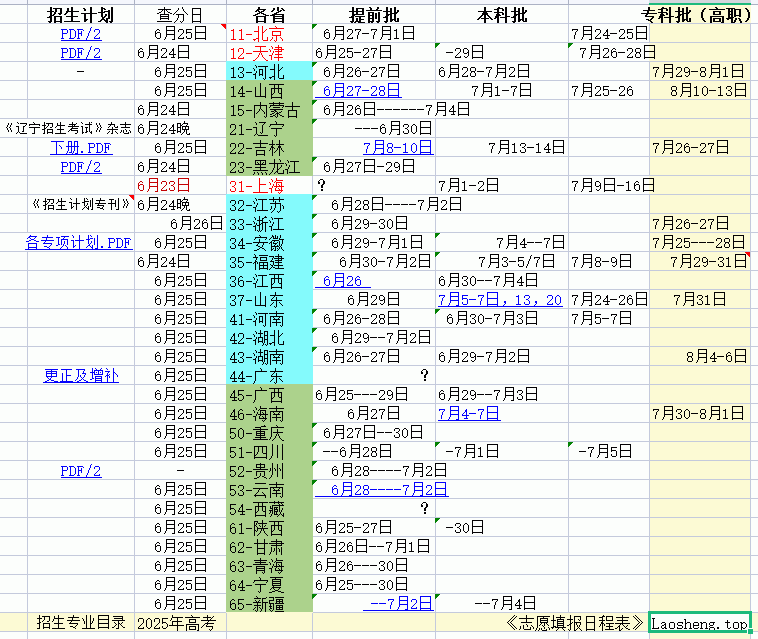 招生计划 查分日 各省 提前批 本科批 专科批（高职）
PDF/2 6月25日 11-北京 6月27-7月1日 7月24-25日
PDF/2 6月24日 12-天津 6月25-27日 -29日 7月26-28日
- 6月25日 13-河北 6月26-27日 6月28-7月2日 7月29-8月1日
6月25日 14-山西 6月27-28日 7月1-7日 7月25-26 8月10-13日
6月24日 15-内蒙古 6月26日------7月4日
《辽宁招生考试》杂志 6月24晚 21-辽宁 ---6月30日
下册.PDF 6月25日 22-吉林 7月8-10日 7月13-14日 7月26-27日
PDF/2 6月24日 23-黑龙江 6月27日-29日
6月23日 31-上海 ? 7月1-2日 7月9日-16日
《招生计划专刊》 6月24晚 32-江苏 6月28日----7月2日
6月26日 33-浙江 6月29-30日 7月26-27日
各专项计划.PDF 6月25日 34-安徽 6月29-7月1日 7月4--7日 7月25---28日
6月24日 35-福建 6月30-7月2日 7月3-5/7日 7月8-9日 7月29-31日
6月25日 36-江西 6月26 6月30--7月4日
6月25日 37-山东 6月29日 7月5-7日，13，20 7月24-26日 7月31日
6月25日 41-河南 6月26-28日 6月30-7月3日 7月5-7日
6月25日 42-湖北 6月29--7月2日
6月25日 43-湖南 6月26-27日 6月29-7月2日 8月4-6日
更正及增补 6月25日 44-广东 ?
6月25日 45-广西 6月25---29日 6月29--7月3日
6月25日 46-海南 6月27日 7月4-7日 7月30-8月1日
6月25日 50-重庆 6月27日--30日
6月25日 51-四川 --6月28日 -7月1日 -7月5日
PDF/2 - 52-贵州 6月28----7月2日
6月25日 53-云南 6月28----7月2日
6月25日 54-西藏 ?
6月25日 61-陕西 6月25-27日 -30日
6月25日 62-甘肃 6月26日--7月1日
6月25日 63-青海 6月26---30日
6月25日 64-宁夏 6月25---30日
6月25日 65-新疆 --7月2日 --7月4日
招生专业目录 2025年高考 《志愿填报日程表》 Laosheng.top